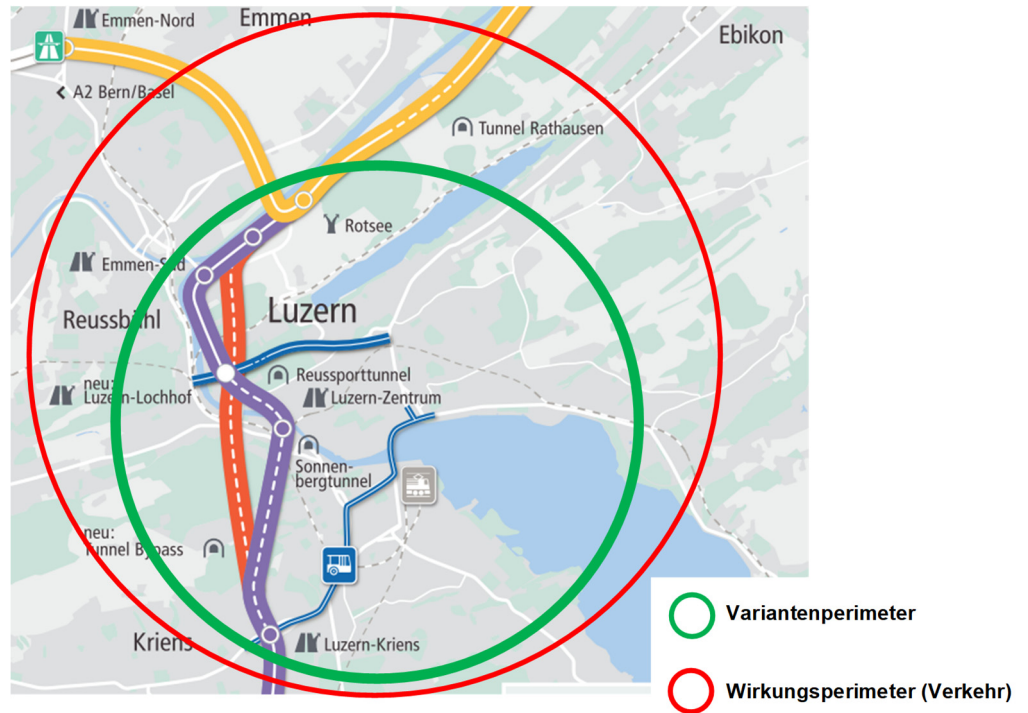 Emmen-Nord
Emmen
Ebikon
A2 Bern/Basel
Tunnel Rathausen
Rotsee
Emmen-Süd
Reussbühl
Luzern
neu:
Luzern-Lochhof
Reussporttunnel
Luzern-Zentrum
Sonnen-
bergtunnel
neu:
Tunnel Bypass
Kriens
Luzern-Kriens
Variantenperimeter
Wirkungsperimeter (Verkehr)